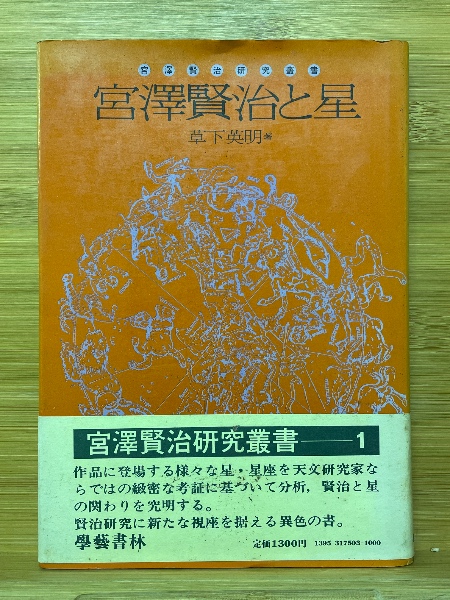 宮澤賢治研究叢書
宮澤賢治と星
草下英明著
宮澤賢治研究叢書——1
作品に登場する様々な星・星座を天文研究家な
らではの緻密な考証に基づいて分析，賢治と星
の関わりを究明する。
賢治研究に新たな視座を据える異色の書。
學藝書林
定価1300円 1395-317503-1000